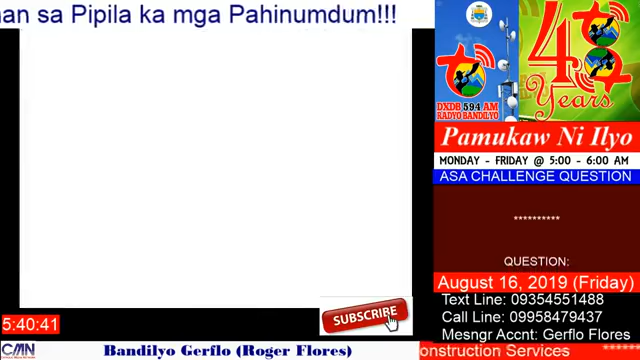 an sa Pipila ka mga Pahinumdum!!!
48
Years
DXDB 594 AM
RADYO BANDILYO
Pamukaw Ni Ilyo
MONDAY - FRIDAY @ 5:00 - 6:00 AM
ASA CHALLENGE QUESTION
**********
QUESTION:
August 16, 2019 (Friday)
Text Line: 09354551488
Call Line: 09958479437
Mesngr Accnt: Gerflo Flores
SUBSCRIBE
5:40:41
CMN
Bandilyo Gerflo (Roger Flores)
onstruction Services